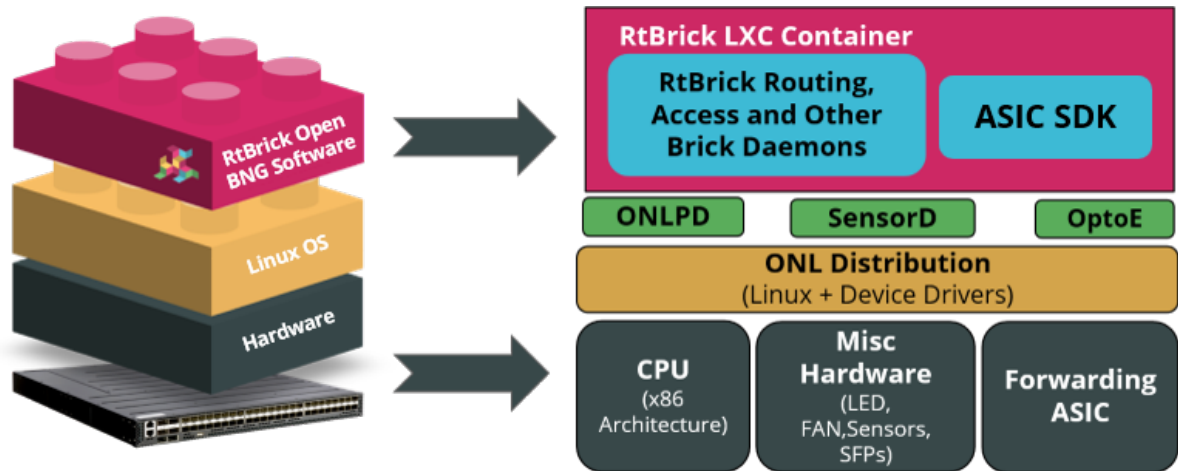 RtBrick Open
BNG Software
Linux OS
Hardware
RtBrick LXC Container
RtBrick Routing,
Access and Other
Brick Daemons
ASIC SDK
ONLPD
SensorD
OptoE
ONL Distribution
(Linux + Device Drivers)
CPU
(x86
Architecture)
Misc
Hardware
(LED,
FAN,Sensors,
SFPs)
Forwarding
ASIC